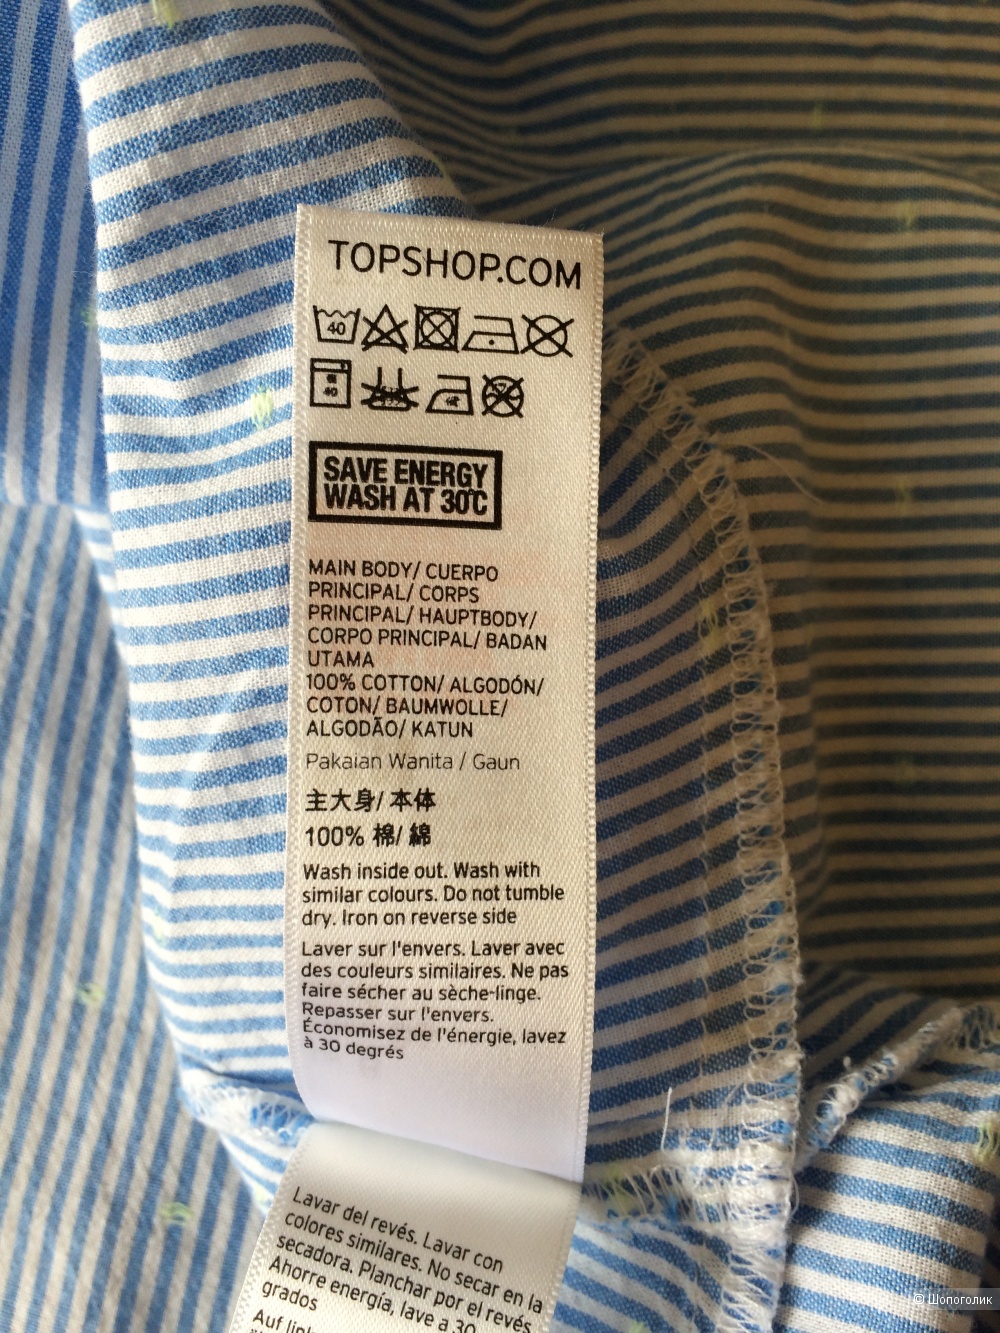 TOPSHOP.COM
40
40
SAVE ENERGY
WASH AT 30°C
MAIN BODY/ CUERPO
PRINCIPAL/ CORPS
PRINCIPAL/ HAUPTBODY/
CORPO PRINCIPAL/ BADAN
UTAMA
100% COTTON/ ALGODÓN/
COTON/ BAUMWOLLE/
ALGODÃO/ KATUN
Pakaian Wanita / Gaun
主大身/ 本体
100% 棉/ 綿
Wash inside out. Wash with
similar colours. Do not tumble
dry. Iron on reverse side
Laver sur l'envers. Laver avec
des couleurs similaires. Ne pas
faire sécher au sèche-linge.
Repasser sur l'envers.
Économisez de l'énergie, lavez
à 30 degrés
Lavar del revés. Lavar con
colores similares. No secar en la
secadora. Planchar por el revés
Ahorre energía, lave a 30
grados
Auf
© Шопоголик